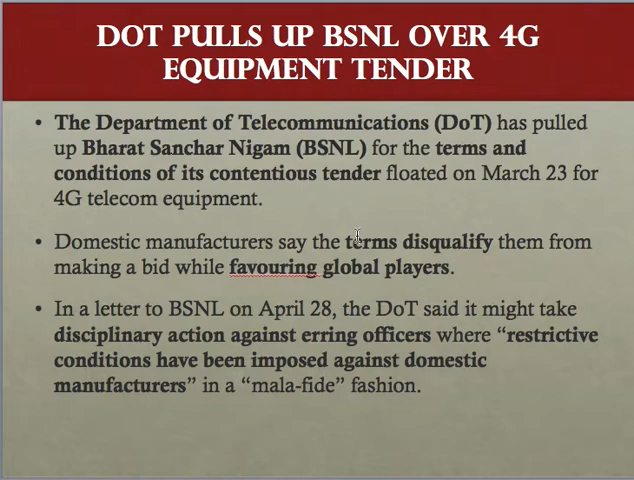 DOT PULLS UP BSNL OVER 4G
EQUIPMENT TENDER
• The Department of Telecommunications (DoT) has pulled
up Bharat Sanchar Nigam (BSNL) for the terms and
conditions of its contentious tender floated on March 23 for
4G telecom equipment.
• Domestic manufacturers say the terms disqualify them from
making a bid while favouring global players.
• In a letter to BSNL on April 28, the DoT said it might take
disciplinary action against erring officers where “restrictive
conditions have been imposed against domestic
manufacturers” in a “mala-fide” fashion.